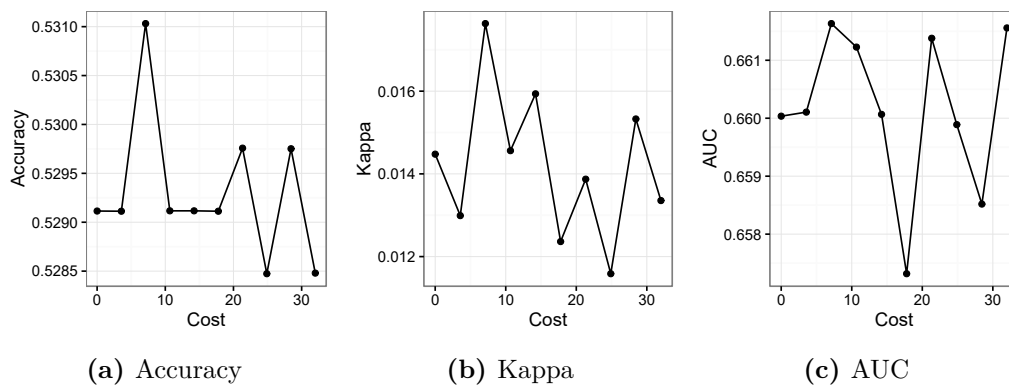 0.5310
0.5305
0.5300
0.5295
0.5290
0.5285
Accuracy
0 10 20 30
Cost
0.016
0.014
0.012
Kappa
0 10 20 30
Cost
0.661
0.660
0.659
0.658
AUC
0 10 20 30
Cost
(a) Accuracy
(b) Kappa
(c) AUC